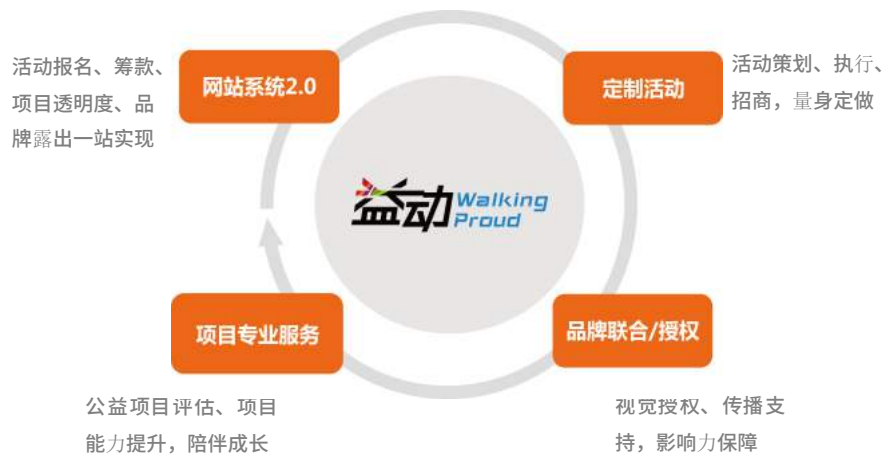 活动报名、筹款、
项目透明度、品
牌露出一站实现
网站系统2.0
定制活动
活动策划、执行、
招商，量身定做
益动 Walking
Proud
项目专业服务
品牌联合/授权
公益项目评估、项目
能力提升，陪伴成长
视觉授权、传播支
持，影响力保障